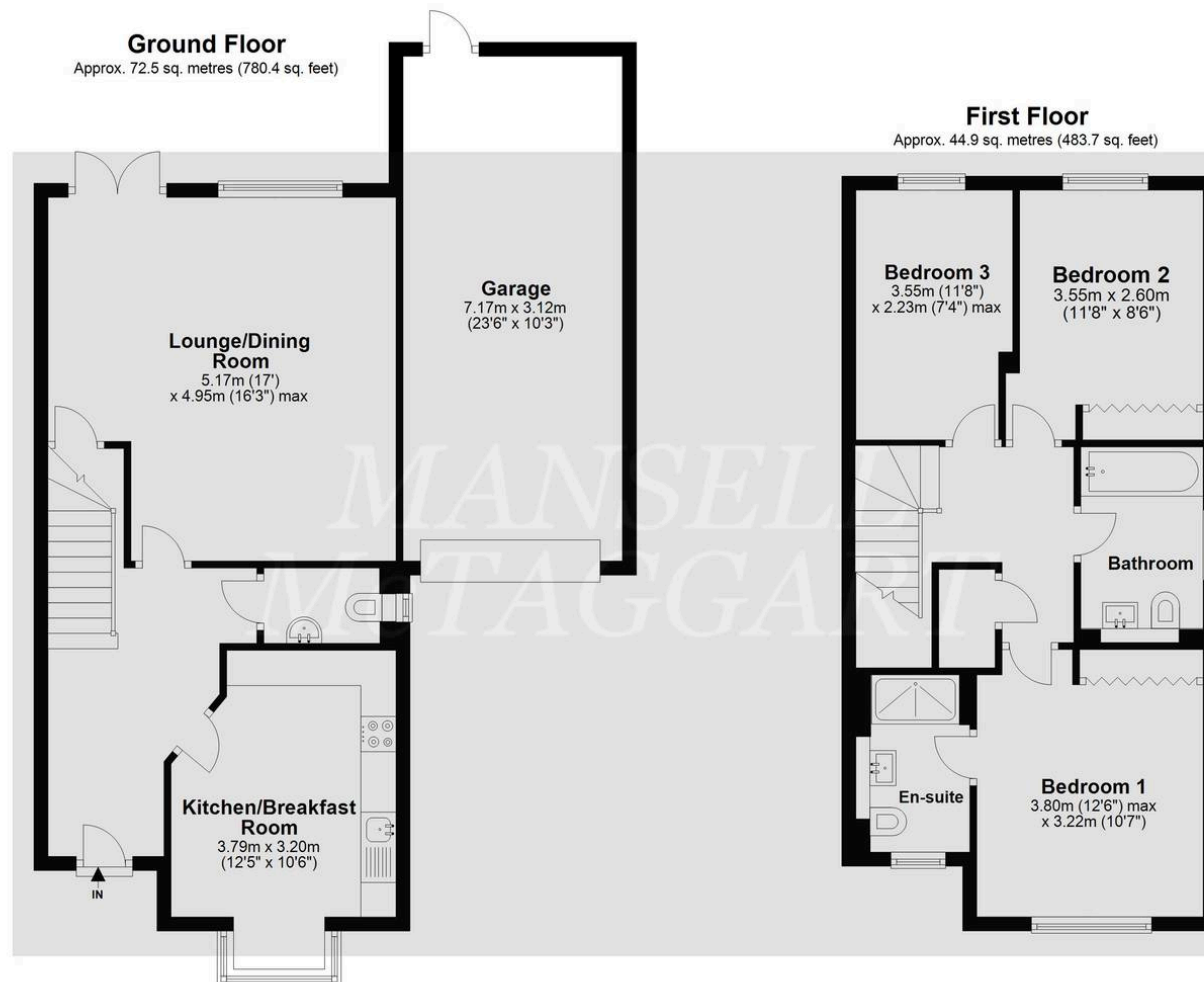 Ground Floor
Approx. 72.5 sq. metres (780.4 sq. feet)
First Floor
Approx. 44.9 sq. metres (483.7 sq. feet)
Garage
7.17m x 3.12m
(23'6" x 10'3")
Lounge/Dining
Room
5.17m (17')
x 4.95m (16'3") max
Kitchen/Breakfast
Room
3.79m x 3.20m
(12'5" x 10'6")
IN
Bedroom 3
3.55m (11'8")
x 2.23m (7'4") max
Bedroom 2
3.55m x 2.60m
(11'8" x 8'6")
Bathroom
En-suite
Bedroom 1
3.80m (12'6") max
x 3.22m (10'7")
MANSELL
McTAGGART